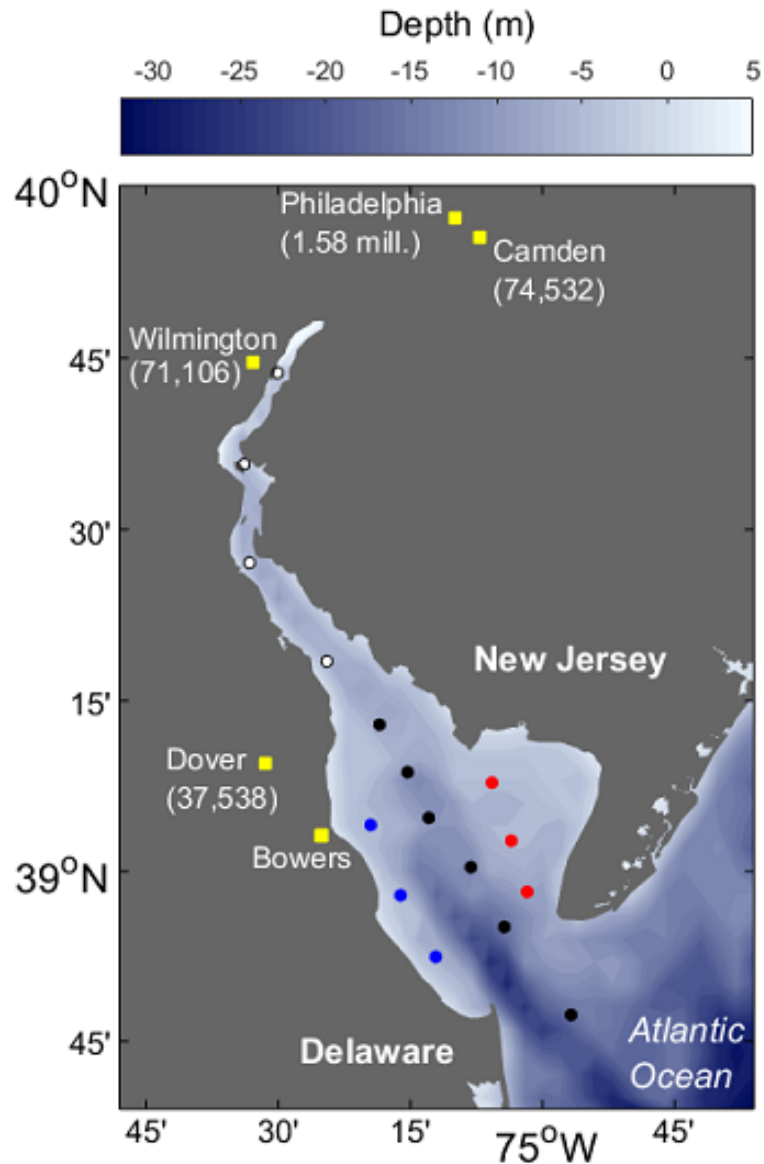 Depth (m)
-30 -25 -20 -15 -10 -5 0 5
40°N
Philadelphia
(1.58 mill.)
Camden
(74,532)
Wilmington
(71,106)
45'
30'
New Jersey
15'
Dover
(37,538)
Bowers
39°N
Atlantic
Ocean
45'
Delaware
45' 30' 15' 75°W 45'